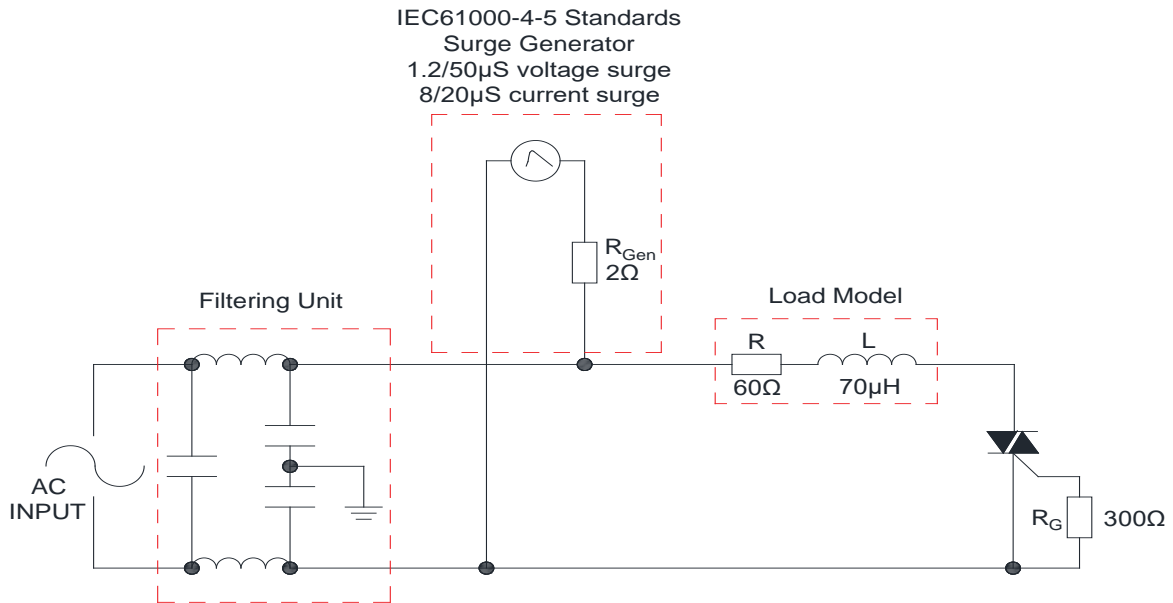 IEC61000-4-5 Standards
Surge Generator
1.2/50µS voltage surge
8/20µS current surge
RGen
2Ω
Filtering Unit
Load Model
R
L
60Ω
70µH
AC
INPUT
RG
300Ω